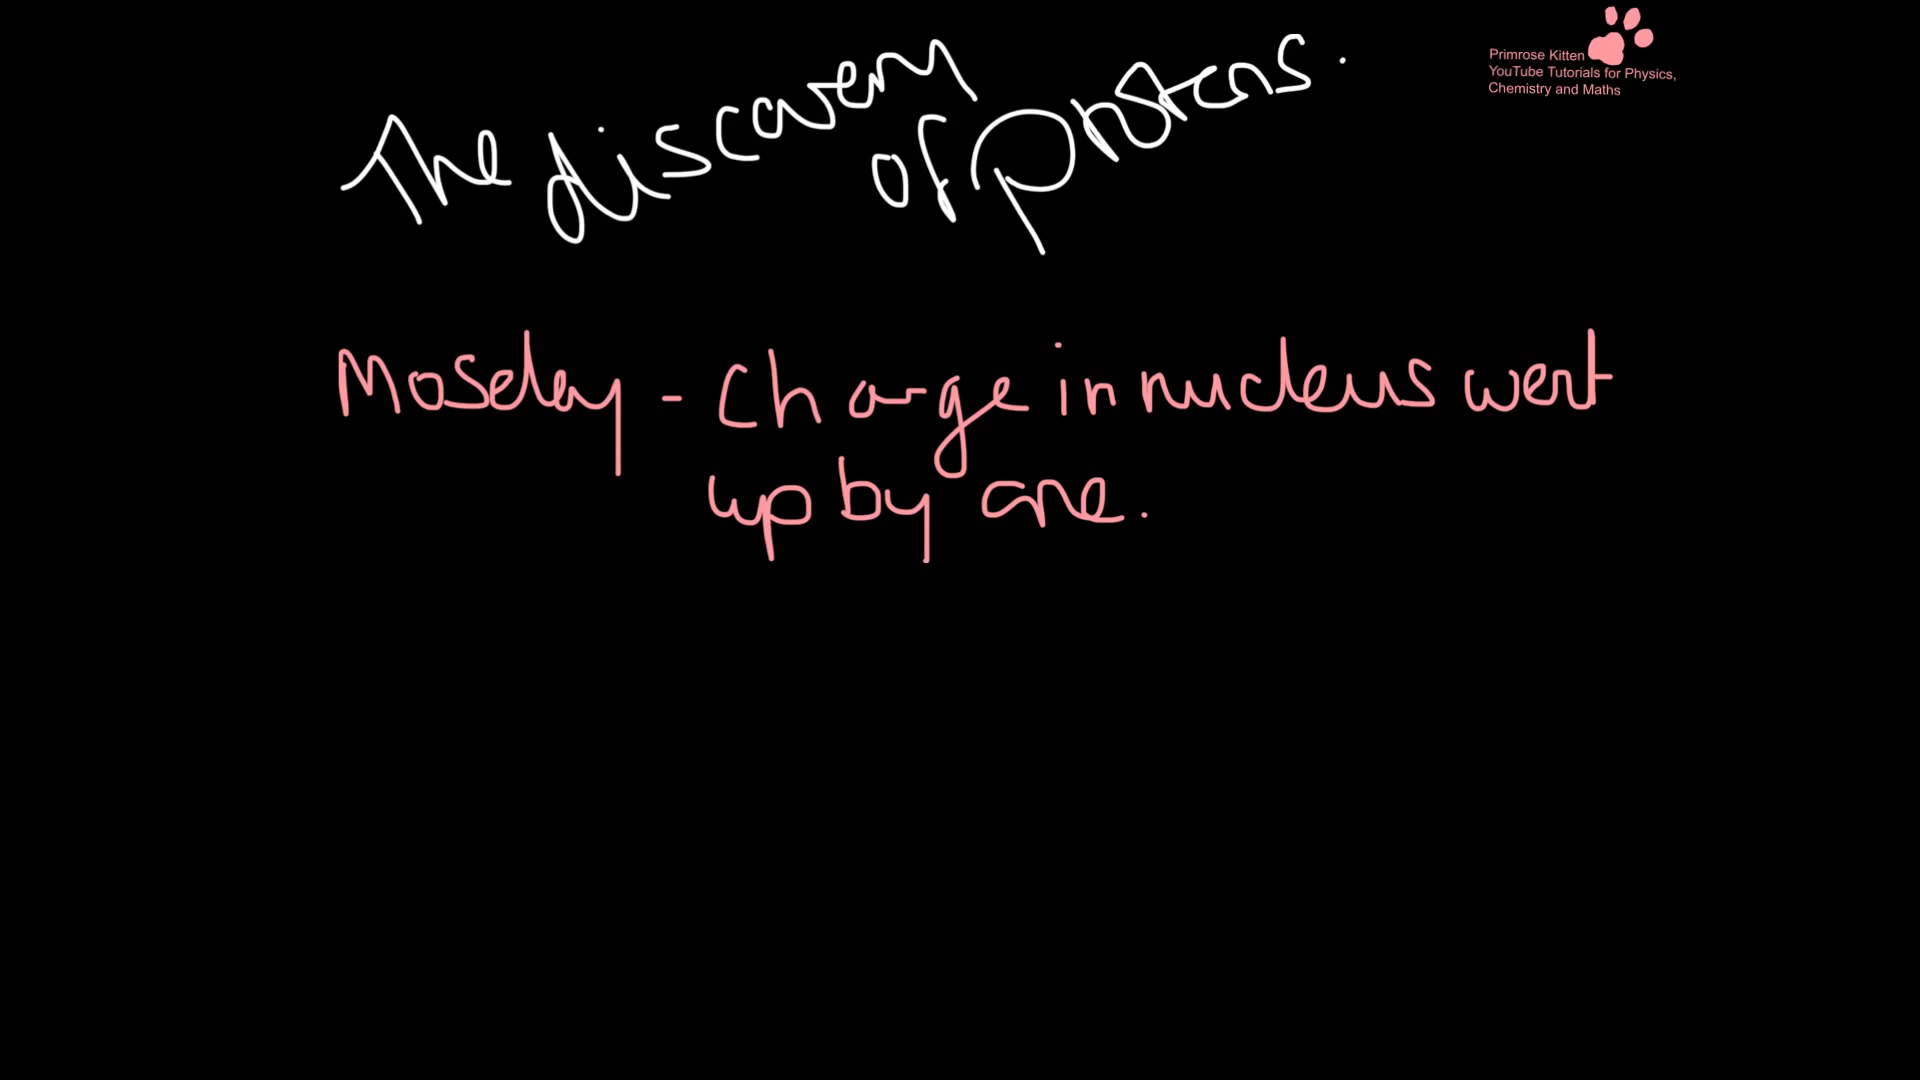 The discovery
of protons.
Primrose Kitten
YouTube Tutorials for Physics,
Chemistry and Maths
Moseley - Charge in nucleus went
up by one.